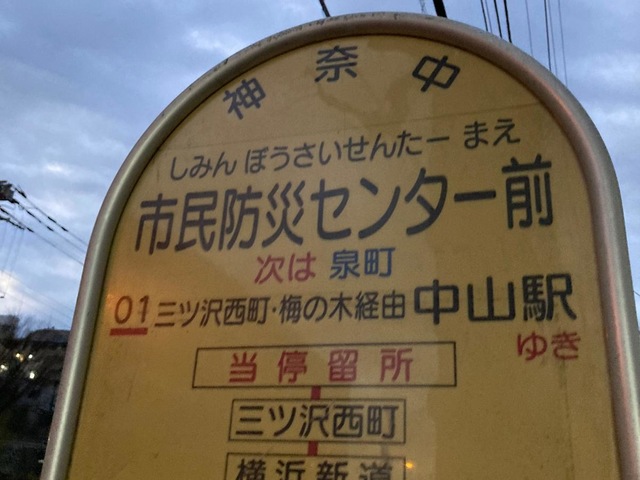 神奈中
しみん ぼうさいせんたー まえ
市民防災センター前
次は 泉町
01 三ツ沢西町・梅の木経由 中山駅
ゆき
当停留所
三ツ沢西町
横浜新道